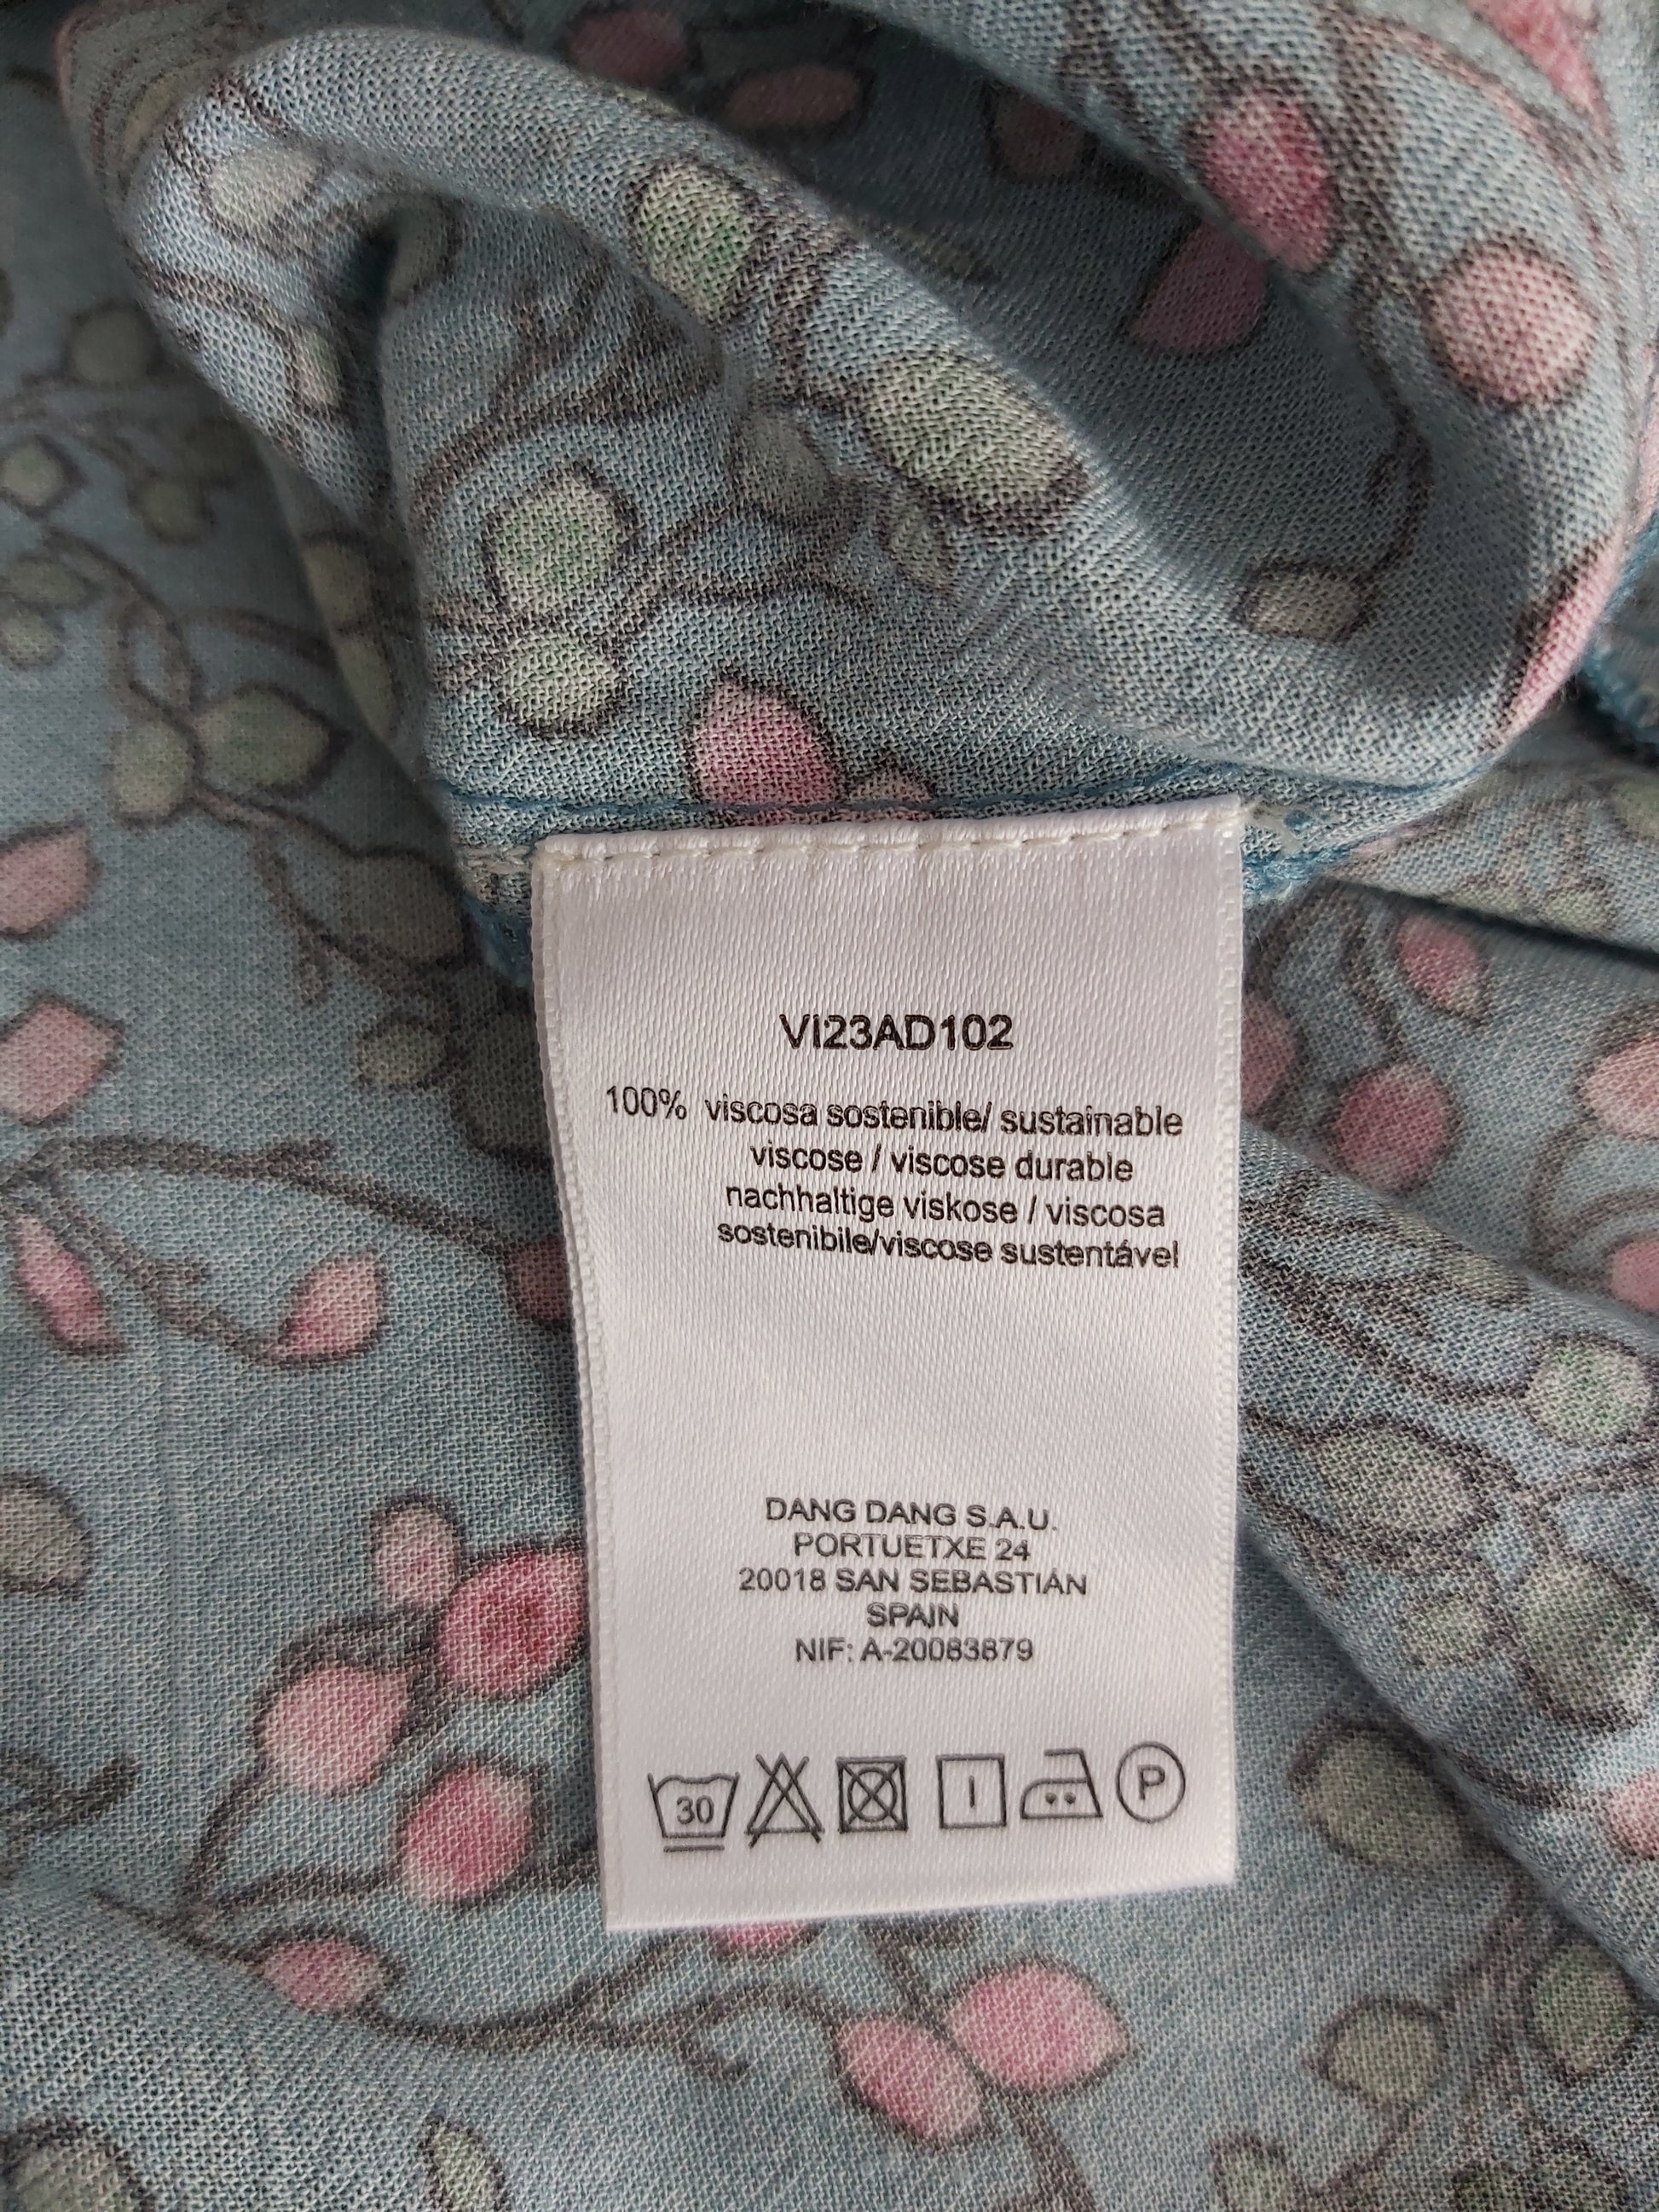 VI23AD102
100% viscosa sostenible/ sustainable
viscose / viscose durable
nachhaltige viskose / viscosa
sostenibile/viscose sustentável
DANG DANG S.A.U.
PORTUETXE 24
20018 SAN SEBASTIÁN
SPAIN
NIF: A-20083879
30
P